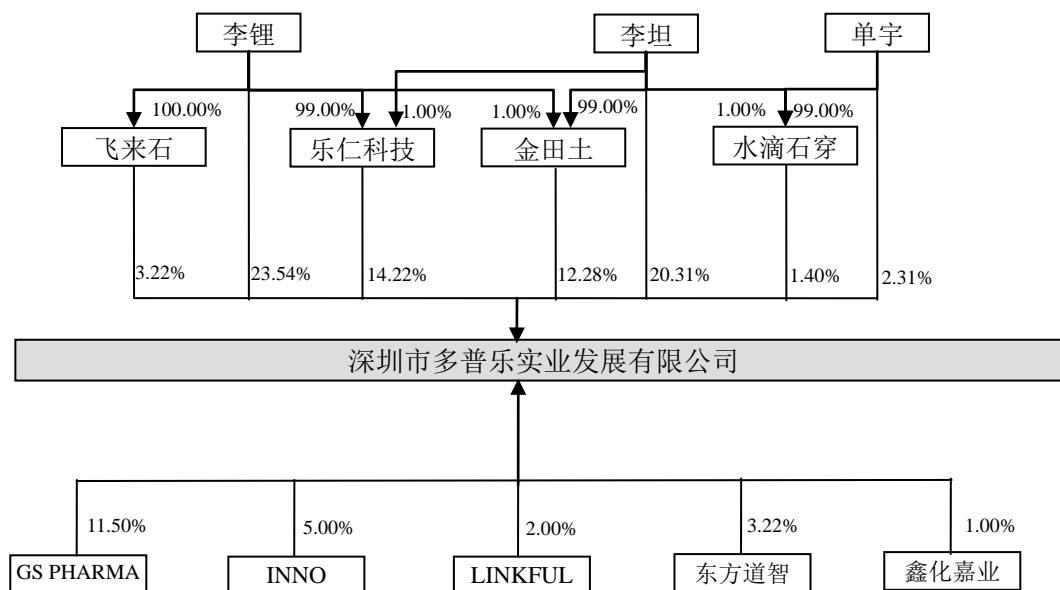 李锂 李坦 单宇
100.00% 99.00% 1.00% 1.00% 99.00% 1.00% 99.00%
飞来石 乐仁科技 金田土 水滴石穿
3.22% 23.54% 14.22% 12.28% 20.31% 1.40% 2.31%
深圳市多普乐实业发展有限公司
11.50% 5.00% 2.00% 3.22% 1.00%
GS PHARMA INNO LINKFUL 东方道智 鑫化嘉业